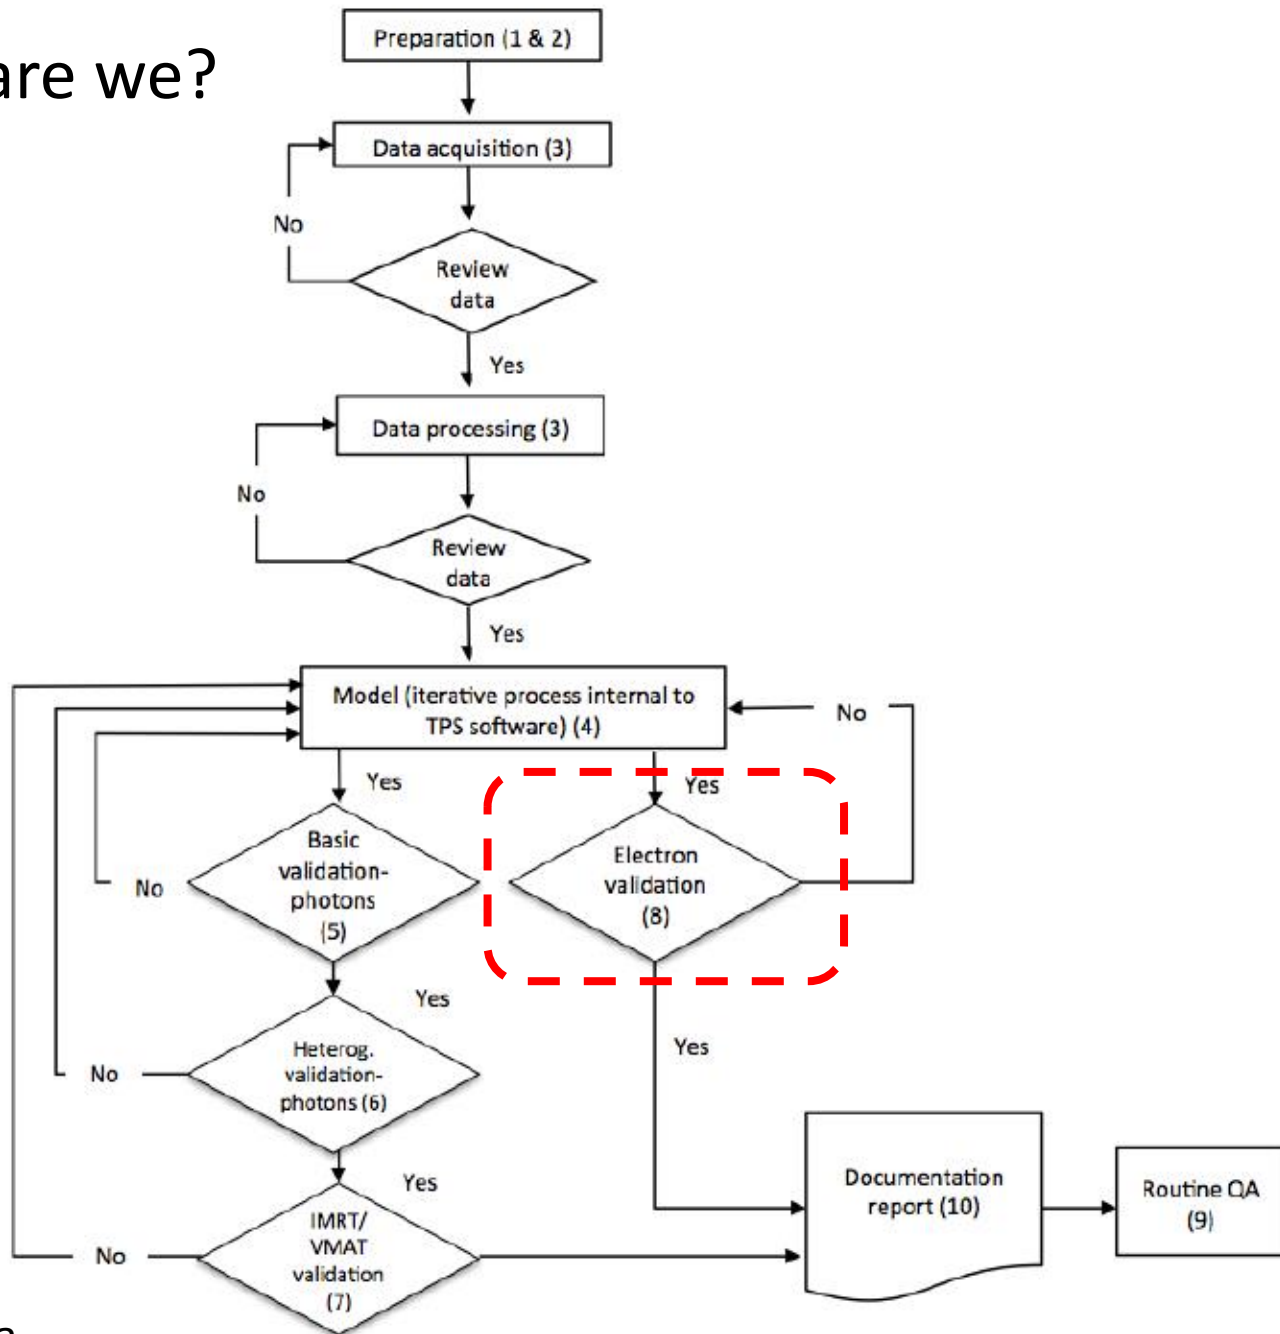 are we?
Preparation (1 & 2)
Data acquisition (3)
No
Review
data
Yes
Data processing (3)
No
Review
data
Yes
Model (iterative process internal to
TPS software) (4)
No
Yes
Yes
Basic
validation-
photons
(5)
No
Electron
validation
(8)
Yes
Yes
Heterog.
validation-
photons (6)
No
Yes
IMRT/
VMAT
validation
(7)
No
Documentation
report (10)
Routine QA
(9)